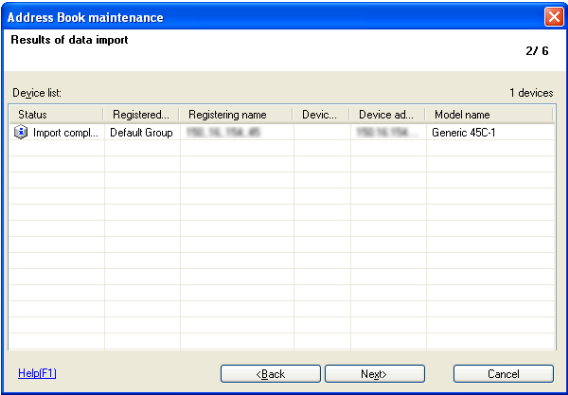 Address Book maintenance
Results of data import
2/ 6
Device list:
1 devices
Status Registered... Registering name Devic... Device ad... Model name
Import compl... Default Group Generic 45C-1
Help(F1) <Back Next> Cancel